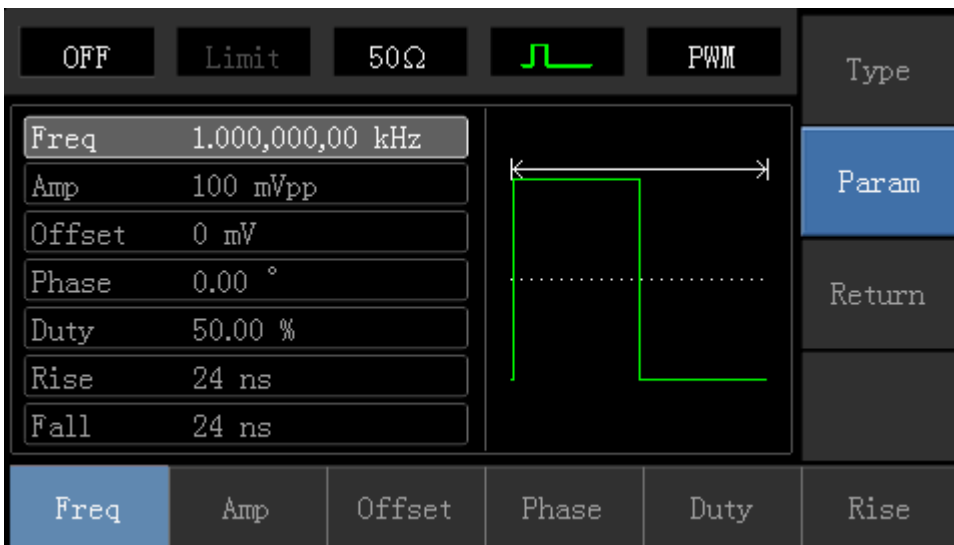 OFF Limit 50Ω PWM
Type
Freq 1.000,000,00 kHz
Amp 100 mVpp
Param
Offset 0 mV
Phase 0.00 °
Return
Duty 50.00 %
Rise 24 ns
Fall 24 ns
Freq Amp Offset Phase Duty Rise